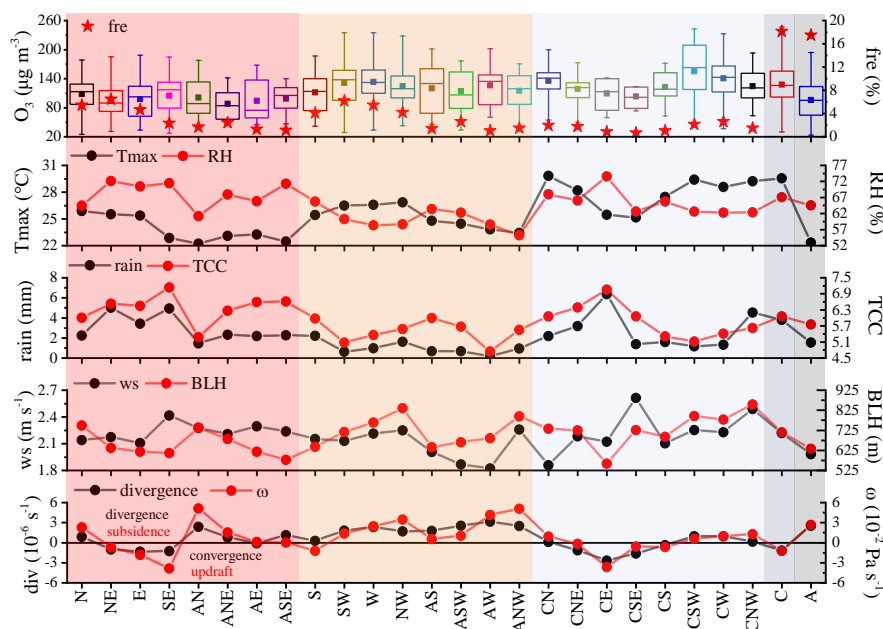 260 20
220 fre 16
180
140 12
100 8
60 4
20 0
O3 (μg m-3)
fre (%)
31 Tmax RH 77
28 72
67
25 62
57
22 52
Tmax (℃)
RH (%)
8 rain TCC 7.5
6 6.9
6.3
4 5.7
2 5.1
0 4.5
rain (mm)
TCC
2.7 ws BLH 925
825
2.4 725
2.1 625
1.8 525
ws (m s-1)
BLH (m)
6 divergence ω 6
3 3
0 0
-3 -3
-6 -6
divergence
subsidence
convergence
updraft
div (10-6 s-1)
ω (10-2 Pa s-1)
N NE E SE AN ANE AE ASE S SW W NW AS ASW AW ANW CN CNE CE CSE CS CSW CW CNW C A